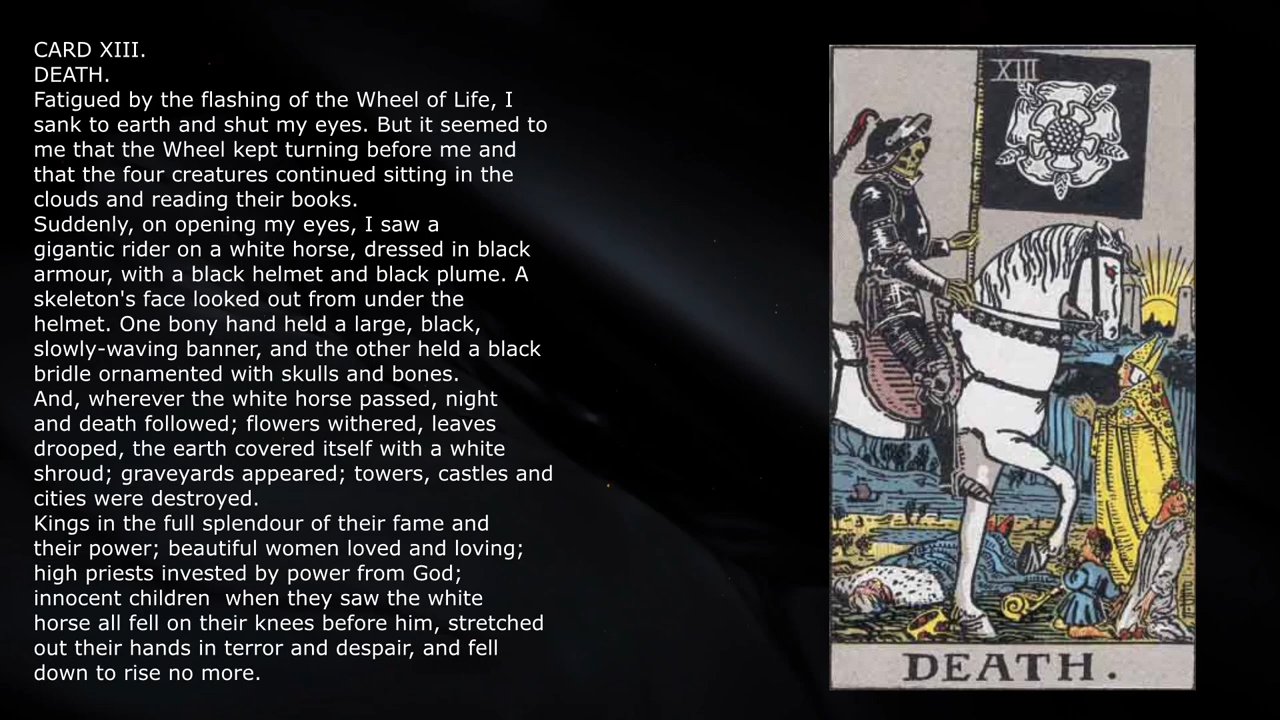 CARD XIII.
DEATH.
Fatigued by the flashing of the Wheel of Life, I
sank to earth and shut my eyes. But it seemed to
me that the Wheel kept turning before me and
that the four creatures continued sitting in the
clouds and reading their books.
Suddenly, on opening my eyes, I saw a
gigantic rider on a white horse, dressed in black
armour, with a black helmet and black plume. A
skeleton's face looked out from under the
helmet. One bony hand held a large, black,
slowly-waving banner, and the other held a black
bridle ornamented with skulls and bones.
And, wherever the white horse passed, night
and death followed; flowers withered, leaves
drooped, the earth covered itself with a white
shroud; graveyards appeared; towers, castles and
cities were destroyed.
Kings in the full splendour of their fame and
their power; beautiful women loved and loving;
high priests invested by power from God;
innocent children  when they saw the white
horse all fell on their knees before him, stretched
out their hands in terror and despair, and fell
down to rise no more.
XIII
DEATH.